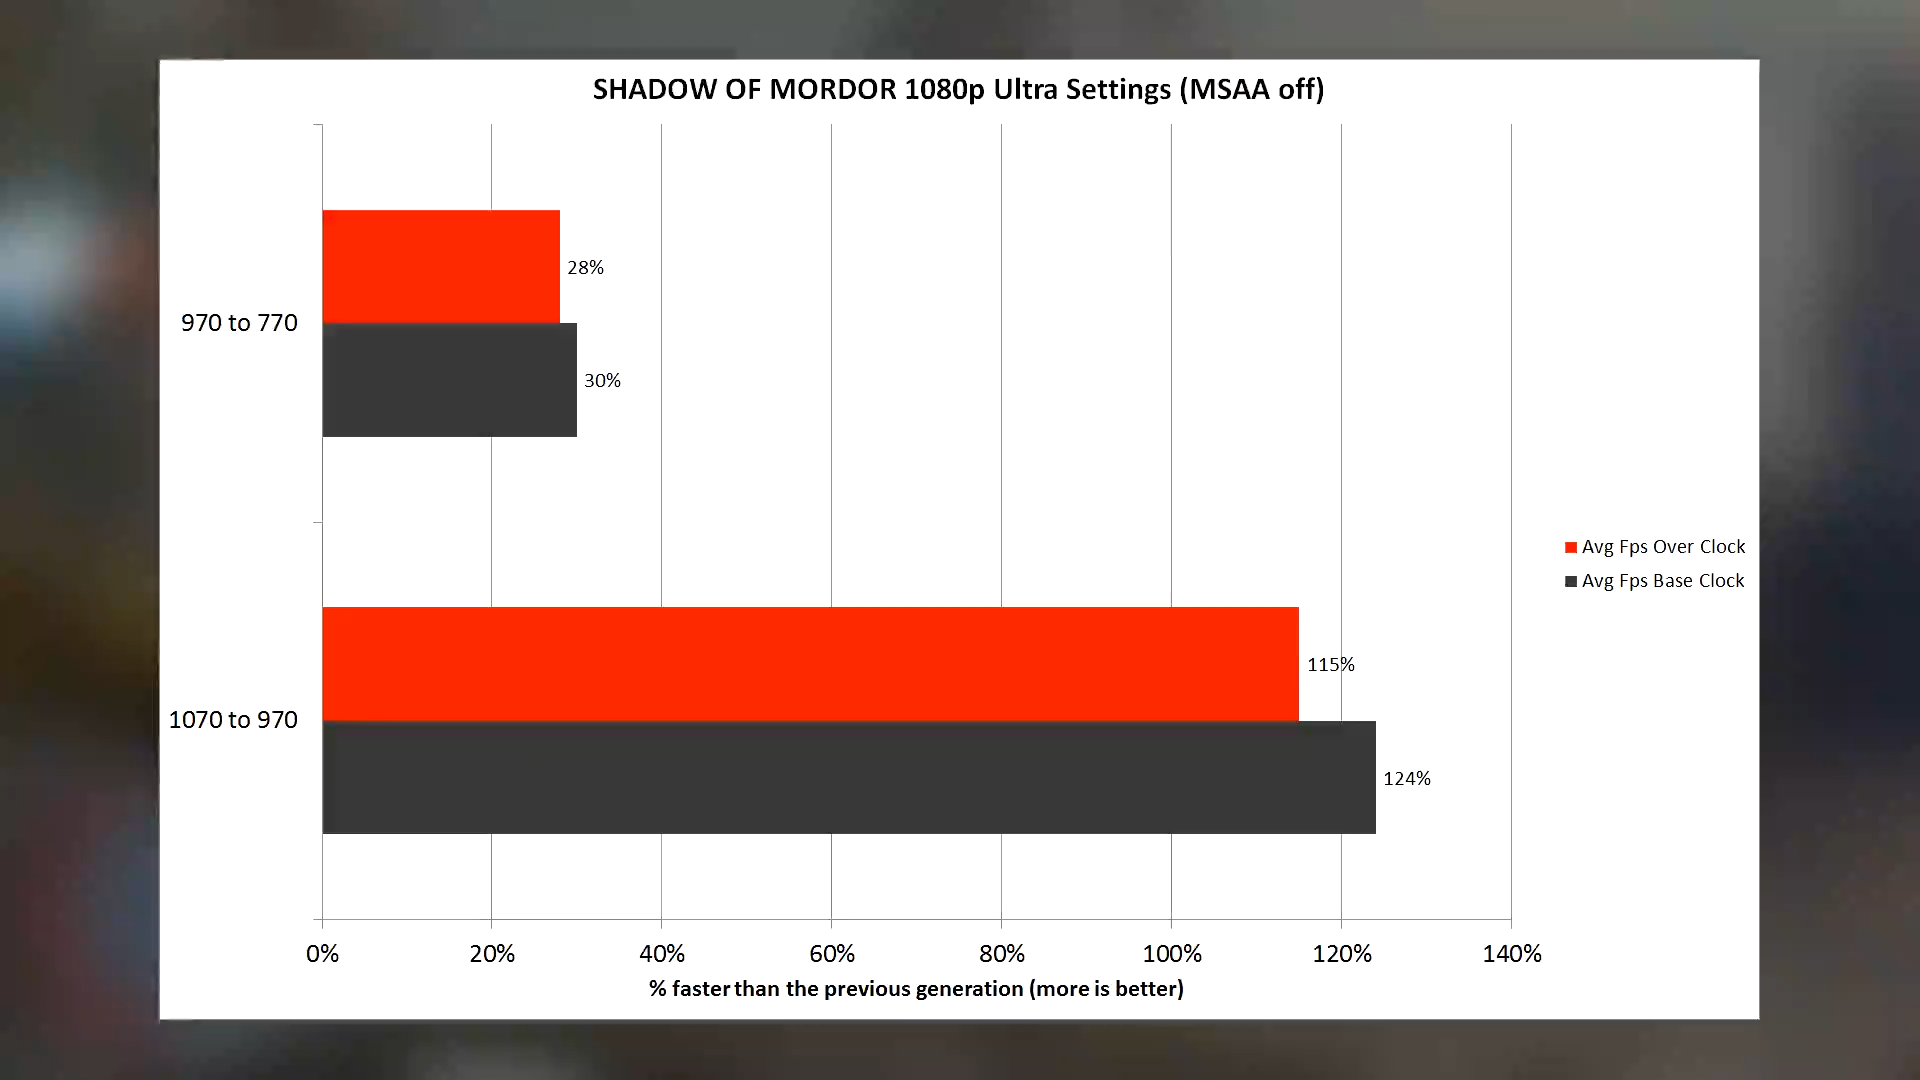 SHADOW OF MORDOR 1080p Ultra Settings (MSAA off)
28%
970 to 770
30%
Avg Fps Over Clock
Avg Fps Base Clock
115%
1070 to 970
124%
0% 20% 40% 60% 80% 100% 120% 140%
% faster than the previous generation (more is better)